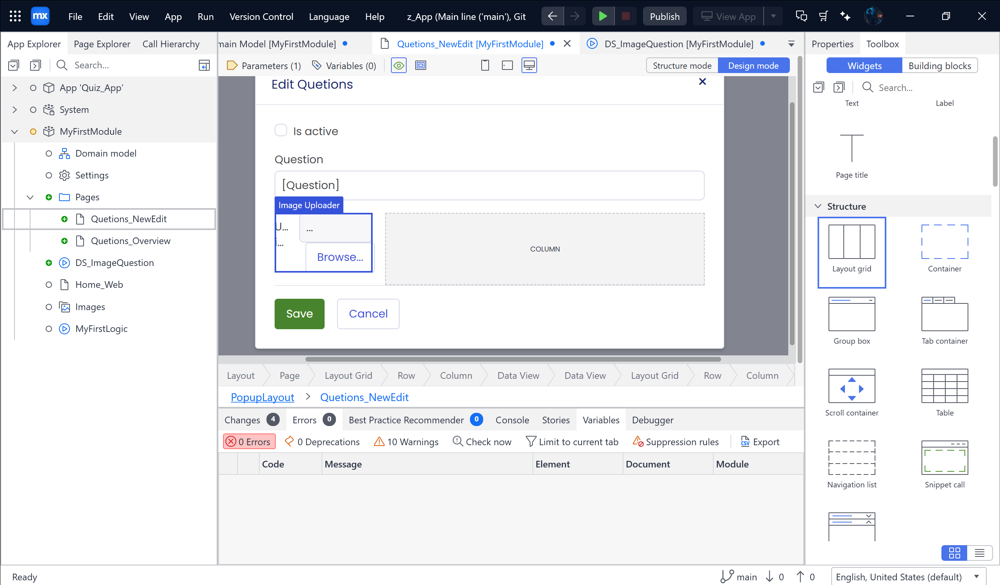 mx File Edit View App Run Version Control Language Help z_App (Main line ('main'), Git Publish View App
App Explorer Page Explorer Call Hierarchy
Search...
App 'Quiz_App'
System
MyFirstModule
Domain model
Settings
Pages
Quetions_NewEdit
Quetions_Overview
DS_ImageQuestion
Home_Web
Images
MyFirstLogic
main Model [MyFirstModule] Quetions_NewEdit [MyFirstModule] DS_ImageQuestion [MyFirstModule]
Parameters (1) Variables (0) Structure mode Design mode
Edit Quetions
Is active
Question
[Question]
Image Uploader
U... ...
i...
Browse...
COLUMN
Save Cancel
Layout Page Layout Grid Row Column Data View Data View Layout Grid Row Column
PopupLayout > Quetions_NewEdit
Changes 4 Errors 0 Best Practice Recommender 0 Console Stories Variables Debugger
0 Errors 0 Deprecations 10 Warnings Check now Limit to current tab Suppression rules CSV Export
Code Message Element Document Module
Properties Toolbox
Widgets Building blocks
Search...
Text Label
Page title
Structure
Layout grid Container
Group box Tab container
Scroll container Table
Navigation list Snippet call
Ready main 0 0 English, United States (default)